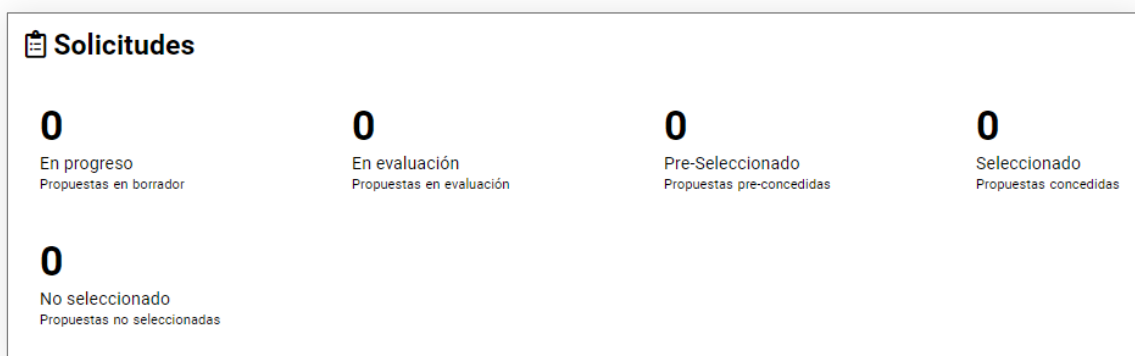 Solicitudes
0
En progreso
Propuestas en borrador
0
En evaluación
Propuestas en evaluación
0
Pre-Seleccionado
Propuestas pre-concedidas
0
Seleccionado
Propuestas concedidas
0
No seleccionado
Propuestas no seleccionadas